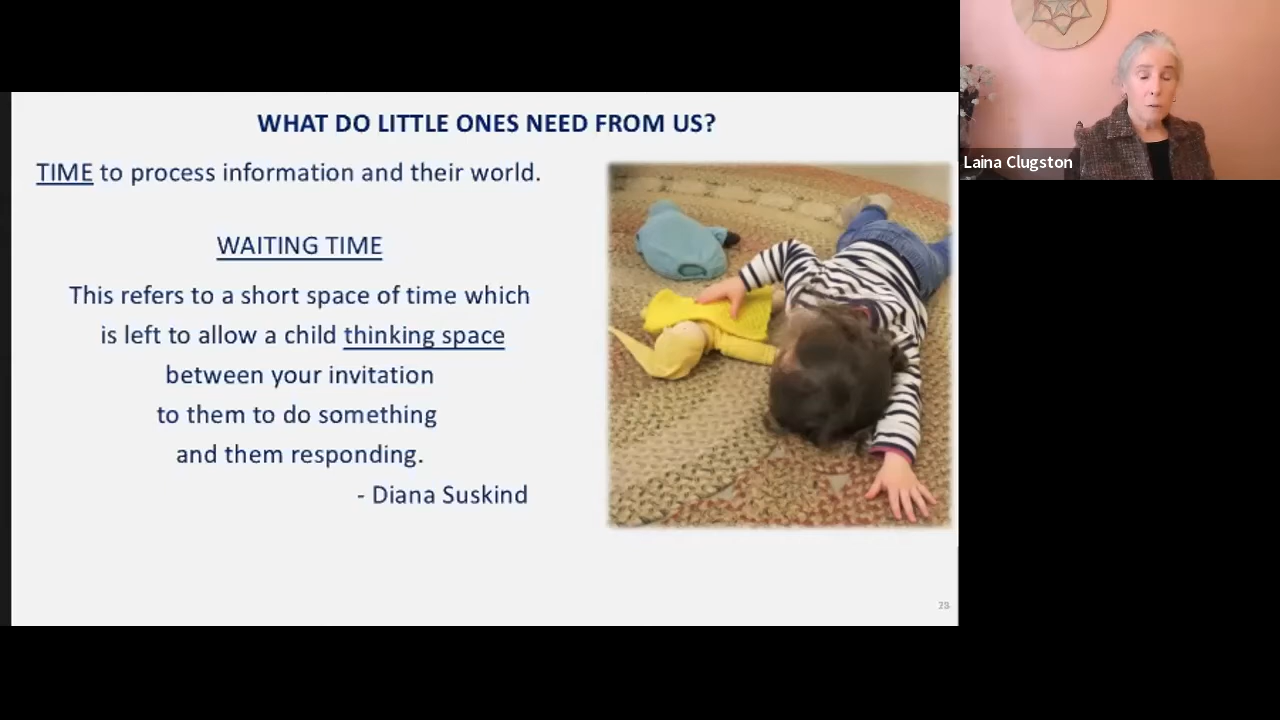 WHAT DO LITTLE ONES NEED FROM US?
TIME to process information and their world.
WAITING TIME
This refers to a short space of time which
is left to allow a child thinking space
between your invitation
to them to do something
and them responding.
- Diana Suskind
28
Laina Clugston